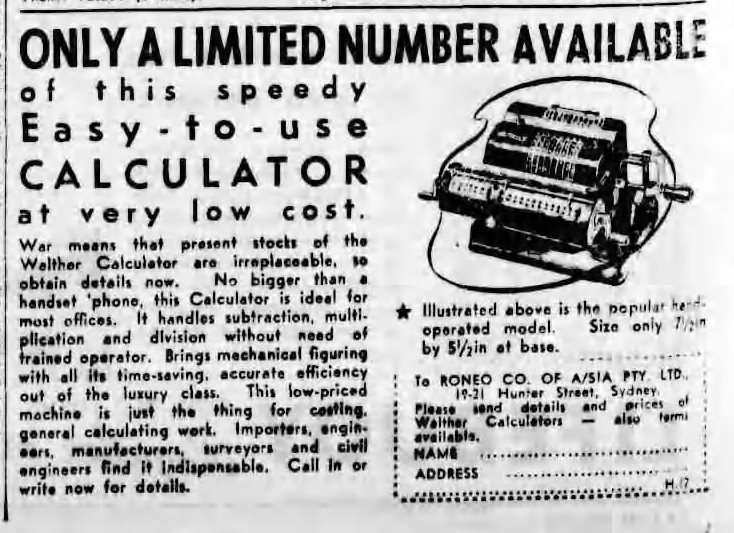 ONLY A LIMITED NUMBER AVAILABLE
of this speedy
Easy-to-use
CALCULATOR
at very low cost.
War means that present stocks of the
Walther Calculator are irreplaceable, so
obtain details now. No bigger than a
handset 'phone, this Calculator is ideal for
most offices. It handles subtraction, multi-
plication and division without need of
trained operator. Brings mechanical figuring
with all its time-saving, accurate efficiency
out of the luxury class. This low-priced
machine is just the thing for costing,
general calculating work. Importers, engin-
eers, manufacturers, surveyors and civil
engineers find it indispensable. Call in or
write now for details.
★ Illustrated above is the popular hand-
operated model. Size only 7½in
by 5½in at base.
To RONEO CO. OF A/SIA PTY. LTD.,
19-21 Hunter Street, Sydney.
Please send details and prices of
Walther Calculators — also terms
available.
NAME
ADDRESS
H.17